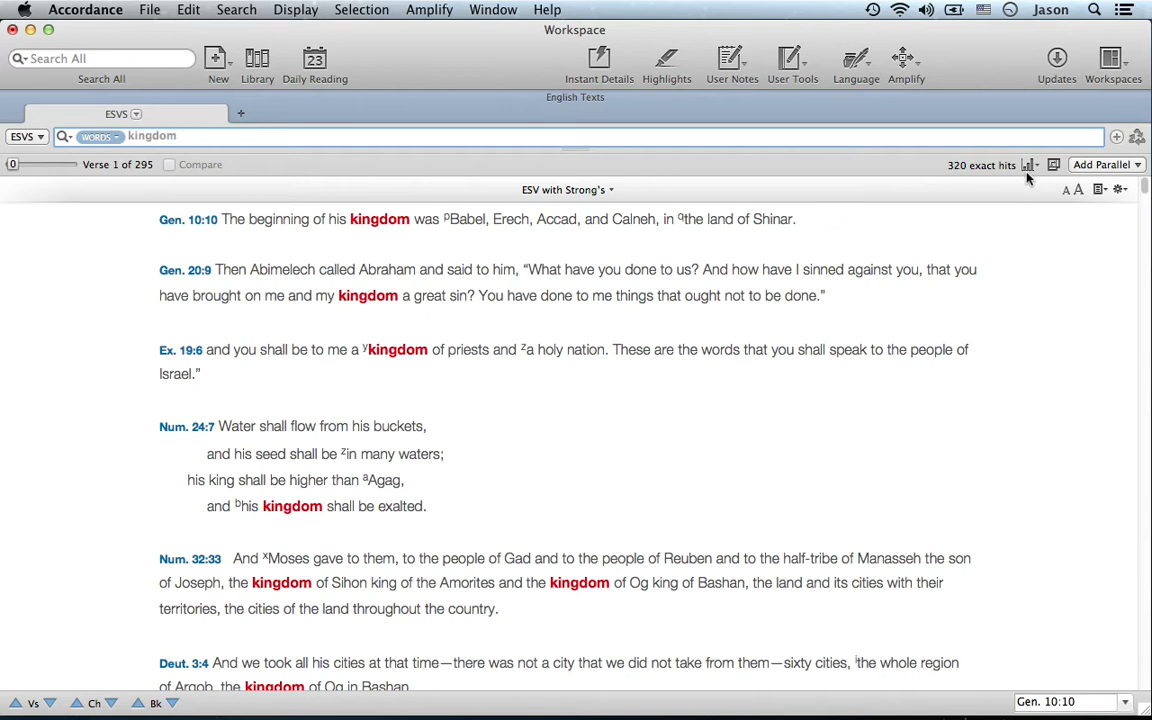 Accordance File Edit Search Display Selection Amplify Window Help Jason
Workspace
Search All
Search All New Library 23 Daily Reading Instant Details Highlights User Notes User Tools Language Amplify Updates Workspaces
English Texts
ESVS +
ESVS WORDS kingdom
0 Verse 1 of 295 Compare 320 exact hits Add Parallel
ESV with Strong's A A
Gen. 10:10 The beginning of his kingdom was pBabel, Erech, Accad, and Calneh, in qthe land of Shinar.
Gen. 20:9 Then Abimelech called Abraham and said to him, “What have you done to us? And how have I sinned against you, that you
have brought on me and my kingdom a great sin? You have done to me things that ought not to be done.”
Ex. 19:6 and you shall be to me a ykingdom of priests and za holy nation. These are the words that you shall speak to the people of
Israel.”
Num. 24:7 Water shall flow from his buckets,
and his seed shall be zin many waters;
his king shall be higher than aAgag,
and bhis kingdom shall be exalted.
Num. 32:33 And xMoses gave to them, to the people of Gad and to the people of Reuben and to the half-tribe of Manasseh the son
of Joseph, the kingdom of Sihon king of the Amorites and the kingdom of Og king of Bashan, the land and its cities with their
territories, the cities of the land throughout the country.
Deut. 3:4 And we took all his cities at that time—there was not a city that we did not take from them—sixty cities, the whole region
of Argob, the kingdom of Og in Bashan.
Vs Ch Bk Gen. 10:10